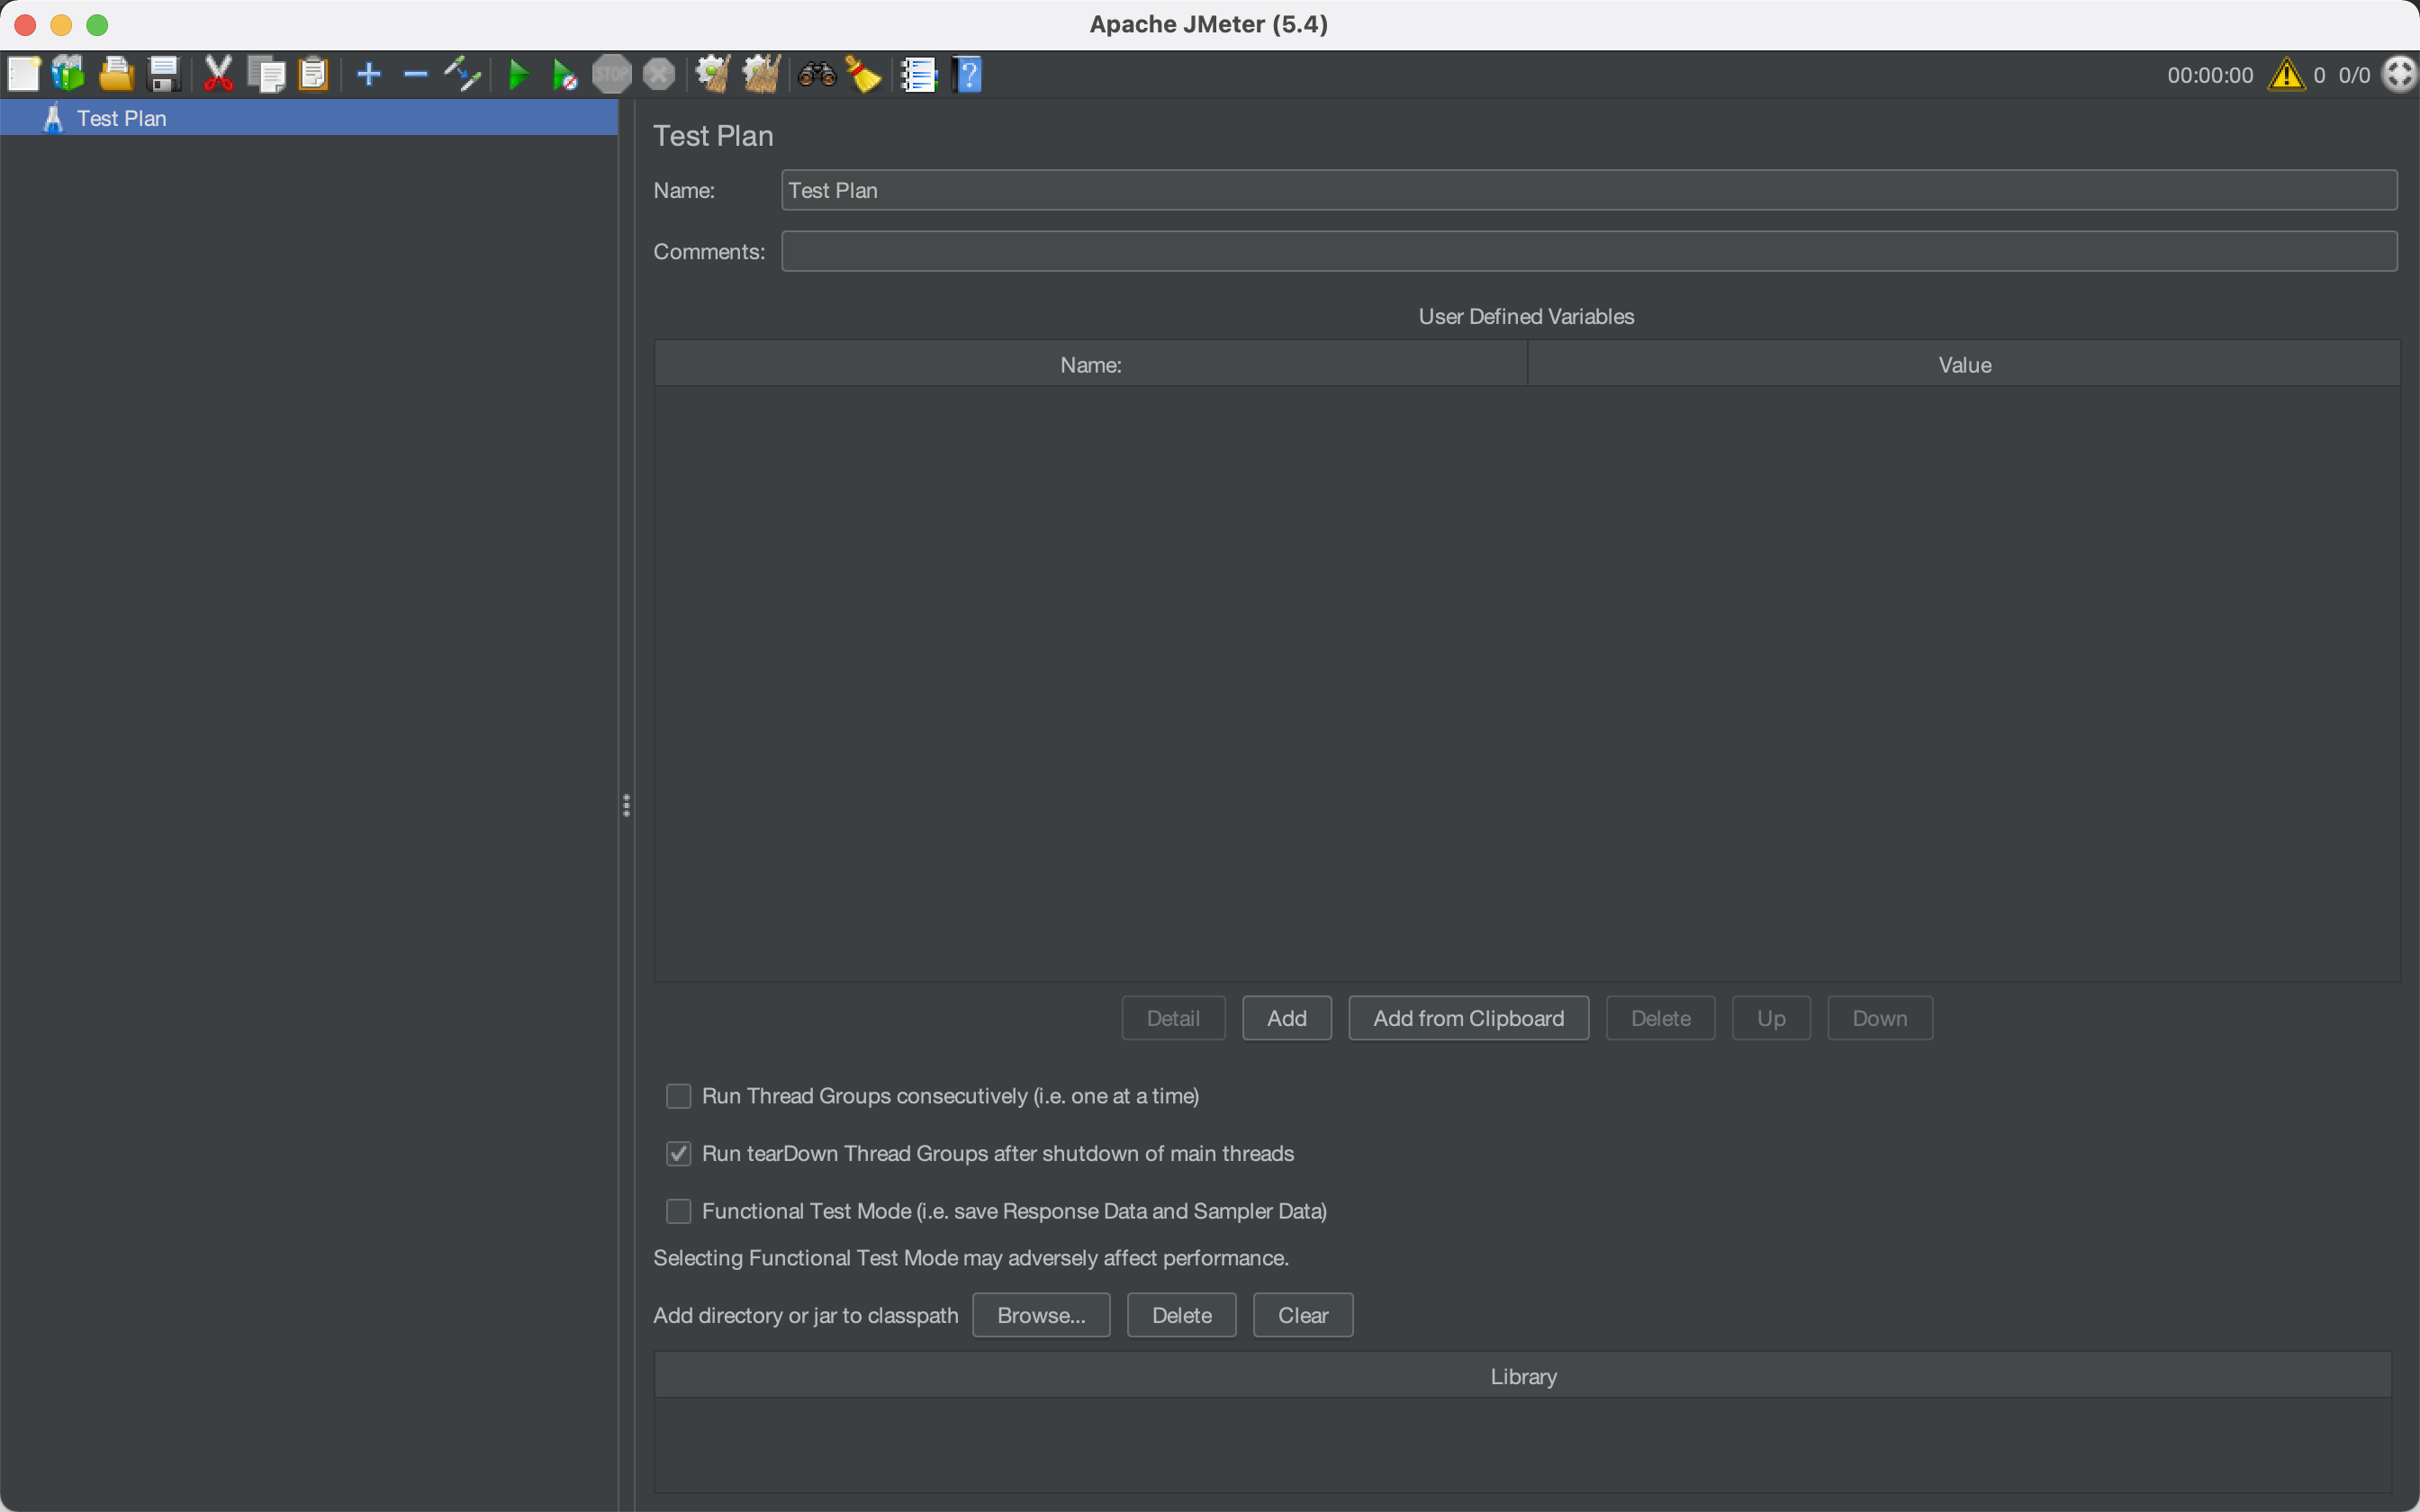 Apache JMeter (5.4)
STOP
?
00:00:00 0 0/0
Test Plan
Test Plan
Name: Test Plan
Comments:
User Defined Variables
Name: Value
Detail Add Add from Clipboard Delete Up Down
Run Thread Groups consecutively (i.e. one at a time)
Run tearDown Thread Groups after shutdown of main threads
Functional Test Mode (i.e. save Response Data and Sampler Data)
Selecting Functional Test Mode may adversely affect performance.
Add directory or jar to classpath Browse... Delete Clear
Library